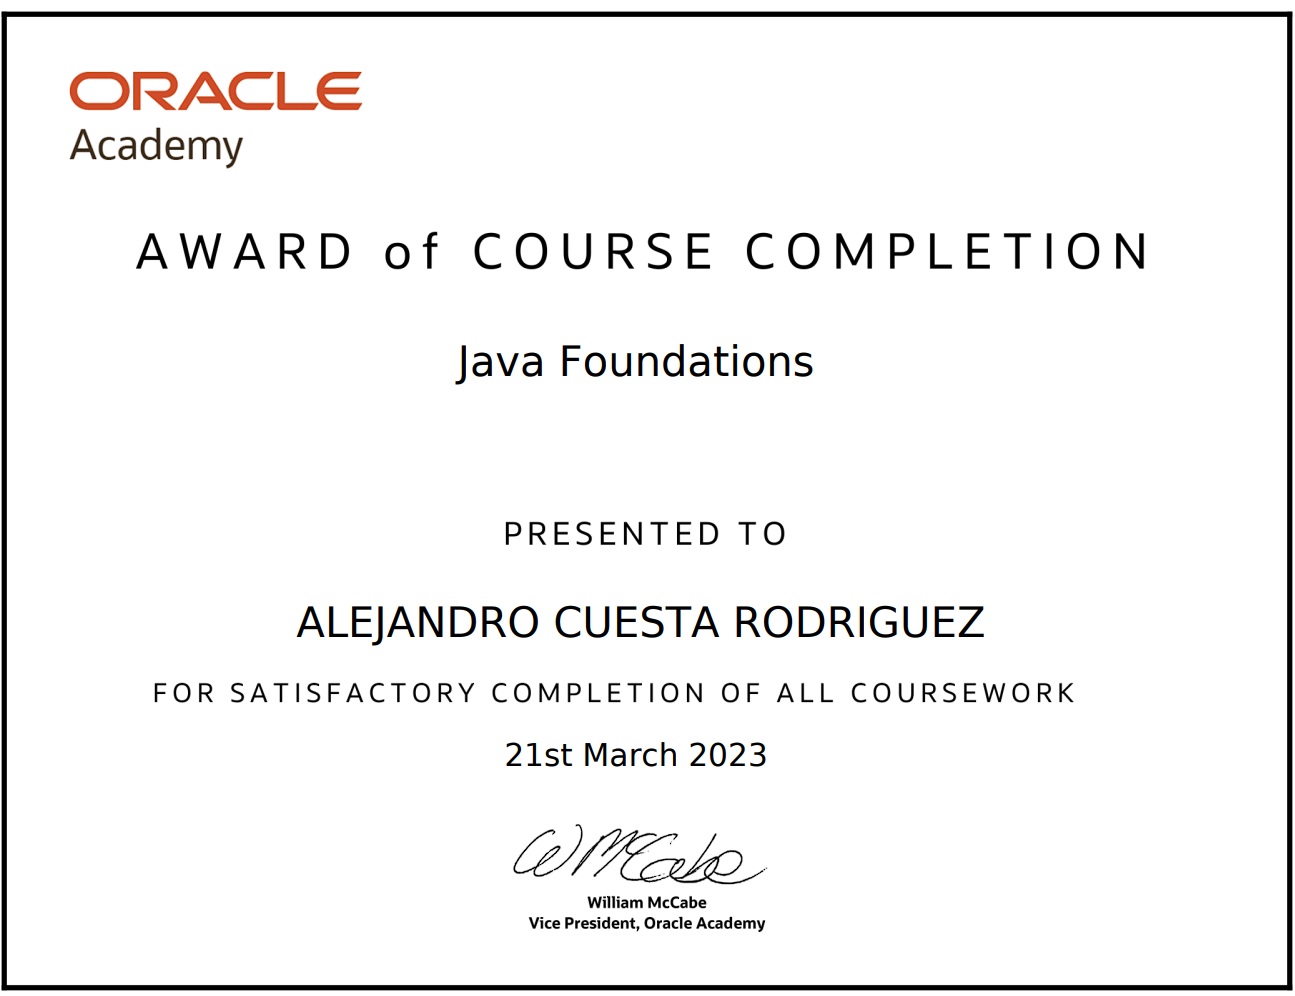 ORACLE
Academy
AWARD of COURSE COMPLETION
Java Foundations
PRESENTED TO
ALEJANDRO CUESTA RODRIGUEZ
FOR SATISFACTORY COMPLETION OF ALL COURSEWORK
21st March 2023
W McCabe
William McCabe
Vice President, Oracle Academy